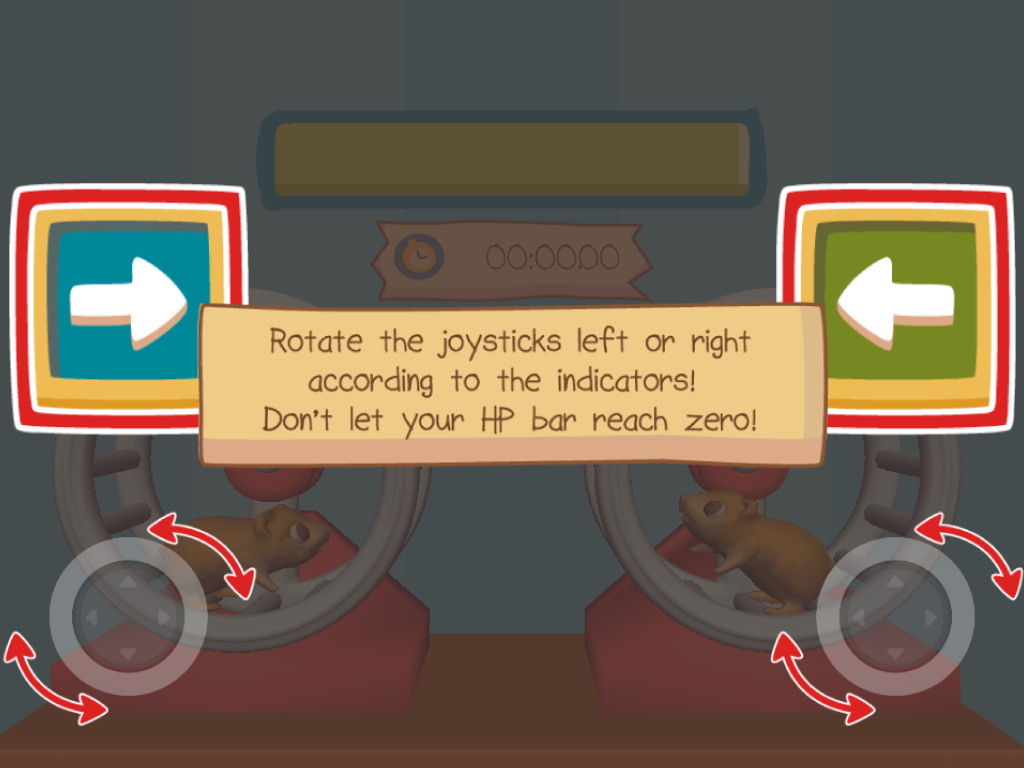 00:00.00
Rotate the joysticks left or right
according to the indicators!
Don't let your HP bar reach zero!